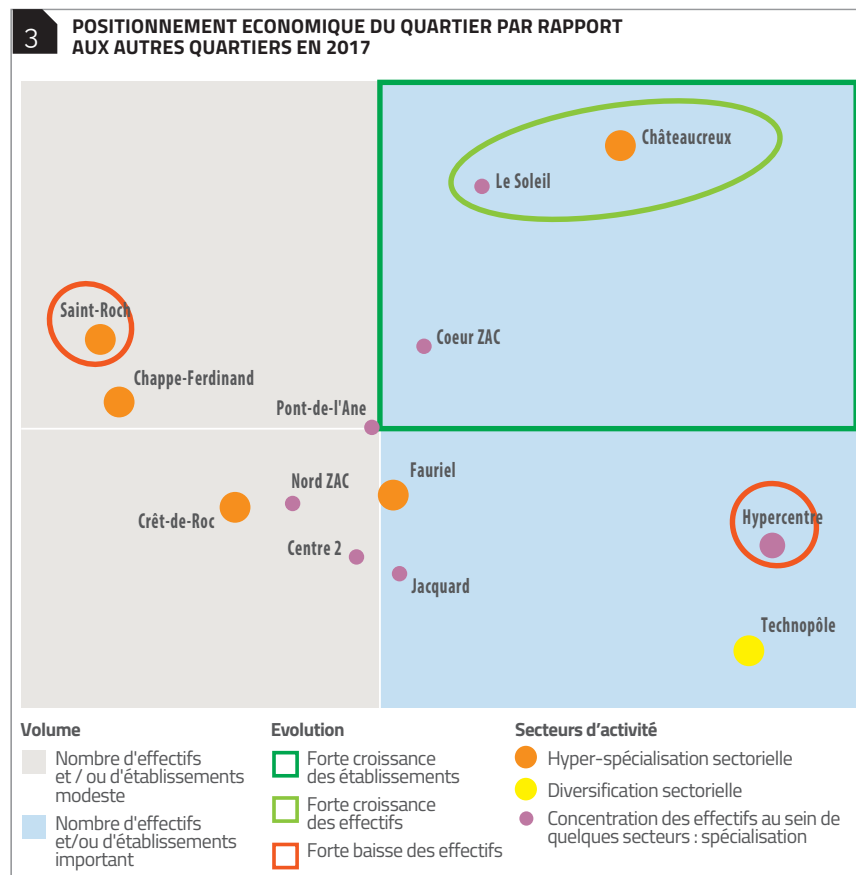 3
POSITIONNEMENT ECONOMIQUE DU QUARTIER PAR RAPPORT
AUX AUTRES QUARTIERS EN 2017
Châteaucreux
Le Soleil
Saint-Roch
Coeur ZAC
Chappe-Ferdinand
Pont-de-l'Ane
Fauriel
Nord ZAC
Crêt-de-Roc
Hypercentre
Centre 2
Jacquard
Technopôle
Volume
Nombre d'effectifs
et / ou d'établissements
modeste
Nombre d'effectifs
et/ou d'établissements
important
Evolution
Forte croissance
des établissements
Forte croissance
des effectifs
Forte baisse des effectifs
Secteurs d’activité
Hyper-spécialisation sectorielle
Diversification sectorielle
Concentration des effectifs au sein de
quelques secteurs : spécialisation